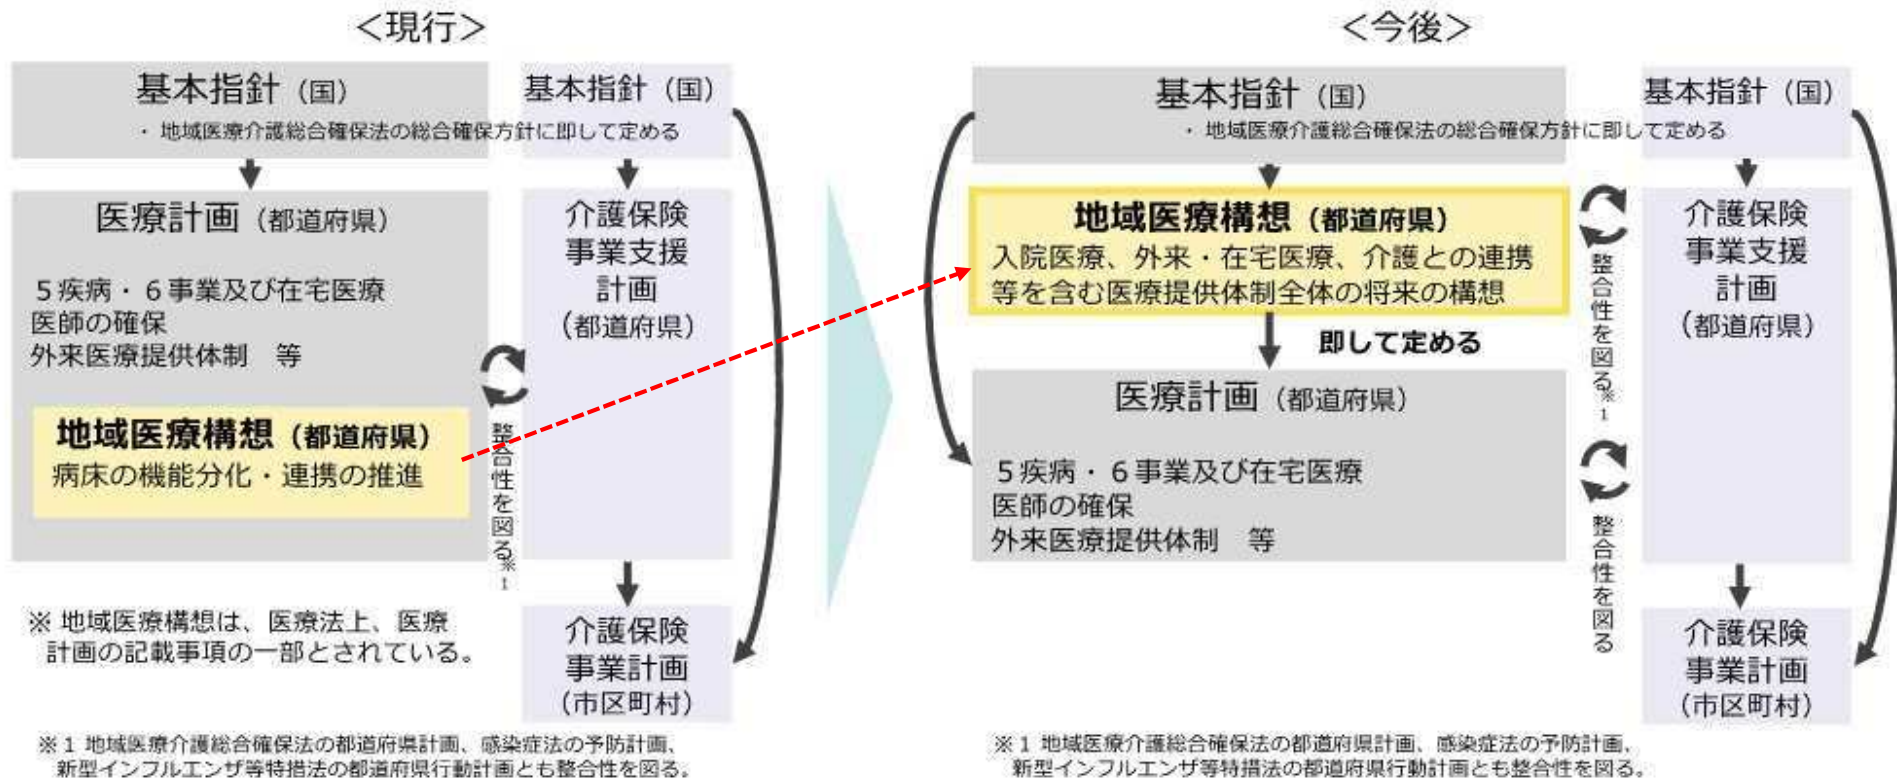 ＜現行＞
基本指針（国）
・ 地域医療介護総合確保法の総合確保方針に即して定める
基本指針（国）
医療計画（都道府県）
５疾病・６事業及び在宅医療
医師の確保
外来医療提供体制　等
地域医療構想（都道府県）
病床の機能分化・連携の推進
整合性を図る※1
介護保険
事業支援
計画
（都道府県）
介護保険
事業計画
（市区町村）
※ 地域医療構想は、医療法上、医療
計画の記載事項の一部とされている。
※１ 地域医療介護総合確保法の都道府県計画、感染症法の予防計画、
新型インフルエンザ等特措法の都道府県行動計画とも整合性を図る。
＜今後＞
基本指針（国）
・ 地域医療介護総合確保法の総合確保方針に即して定める
基本指針（国）
地域医療構想（都道府県）
入院医療、外来・在宅医療、介護との連携
等を含む医療提供体制全体の将来の構想
即して定める
医療計画（都道府県）
５疾病・６事業及び在宅医療
医師の確保
外来医療提供体制　等
整合性を図る※1
整合性を図る
介護保険
事業支援
計画
（都道府県）
介護保険
事業計画
（市区町村）
※１ 地域医療介護総合確保法の都道府県計画、感染症法の予防計画、
新型インフルエンザ等特措法の都道府県行動計画とも整合性を図る。